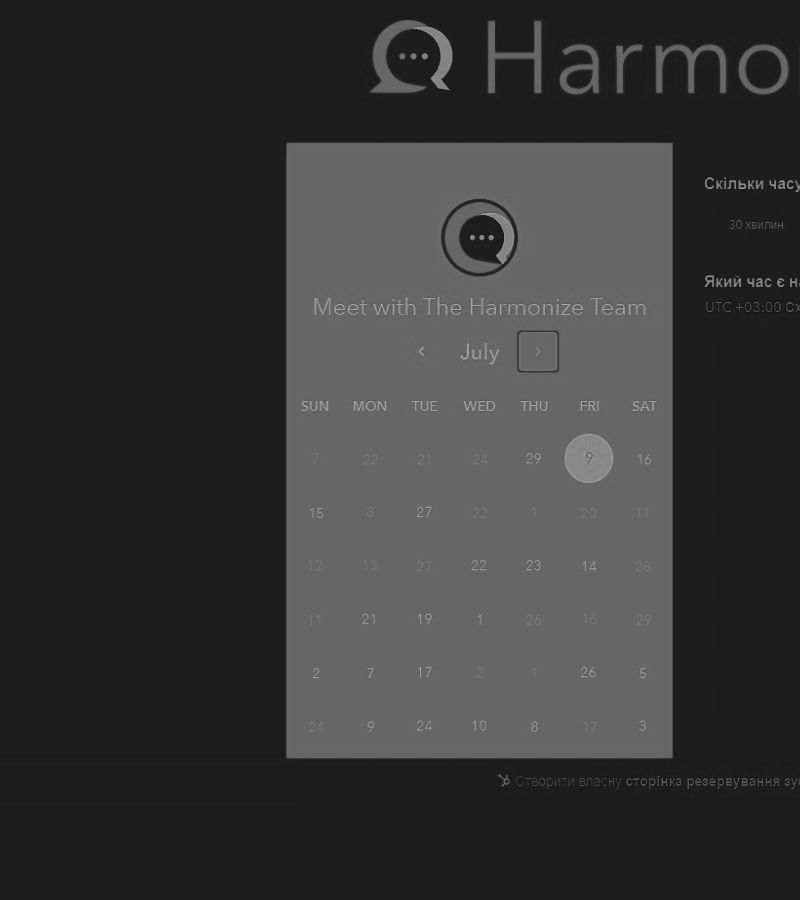 Harmo
Скільки часу
30 хвилин
Meet with The Harmonize Team
Який час є н
UTC +03:00 Сх
July
SUN MON TUE WED THU FRI SAT
7 22 21 24 29 9 16
15 8 27 22 1 20 11
12 13 27 22 23 14 28
11 21 19 1 26 16 29
2 7 17 2 1 26 5
24 9 24 10 8 17 3
Створити власну сторінка резервування зу